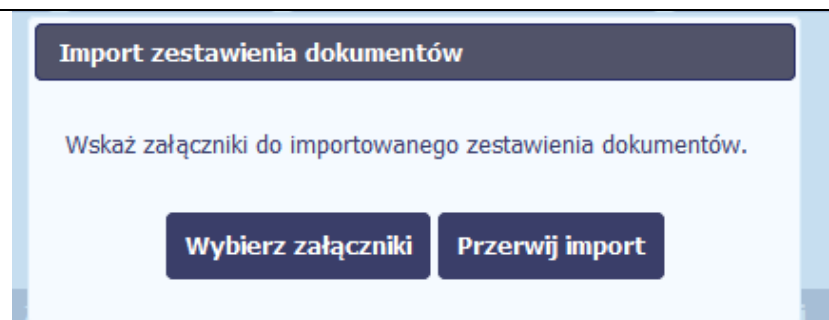 Import zestawienia dokumentów
Wskaż załączniki do importowanego zestawienia dokumentów.
Wybierz załączniki Przerwij import